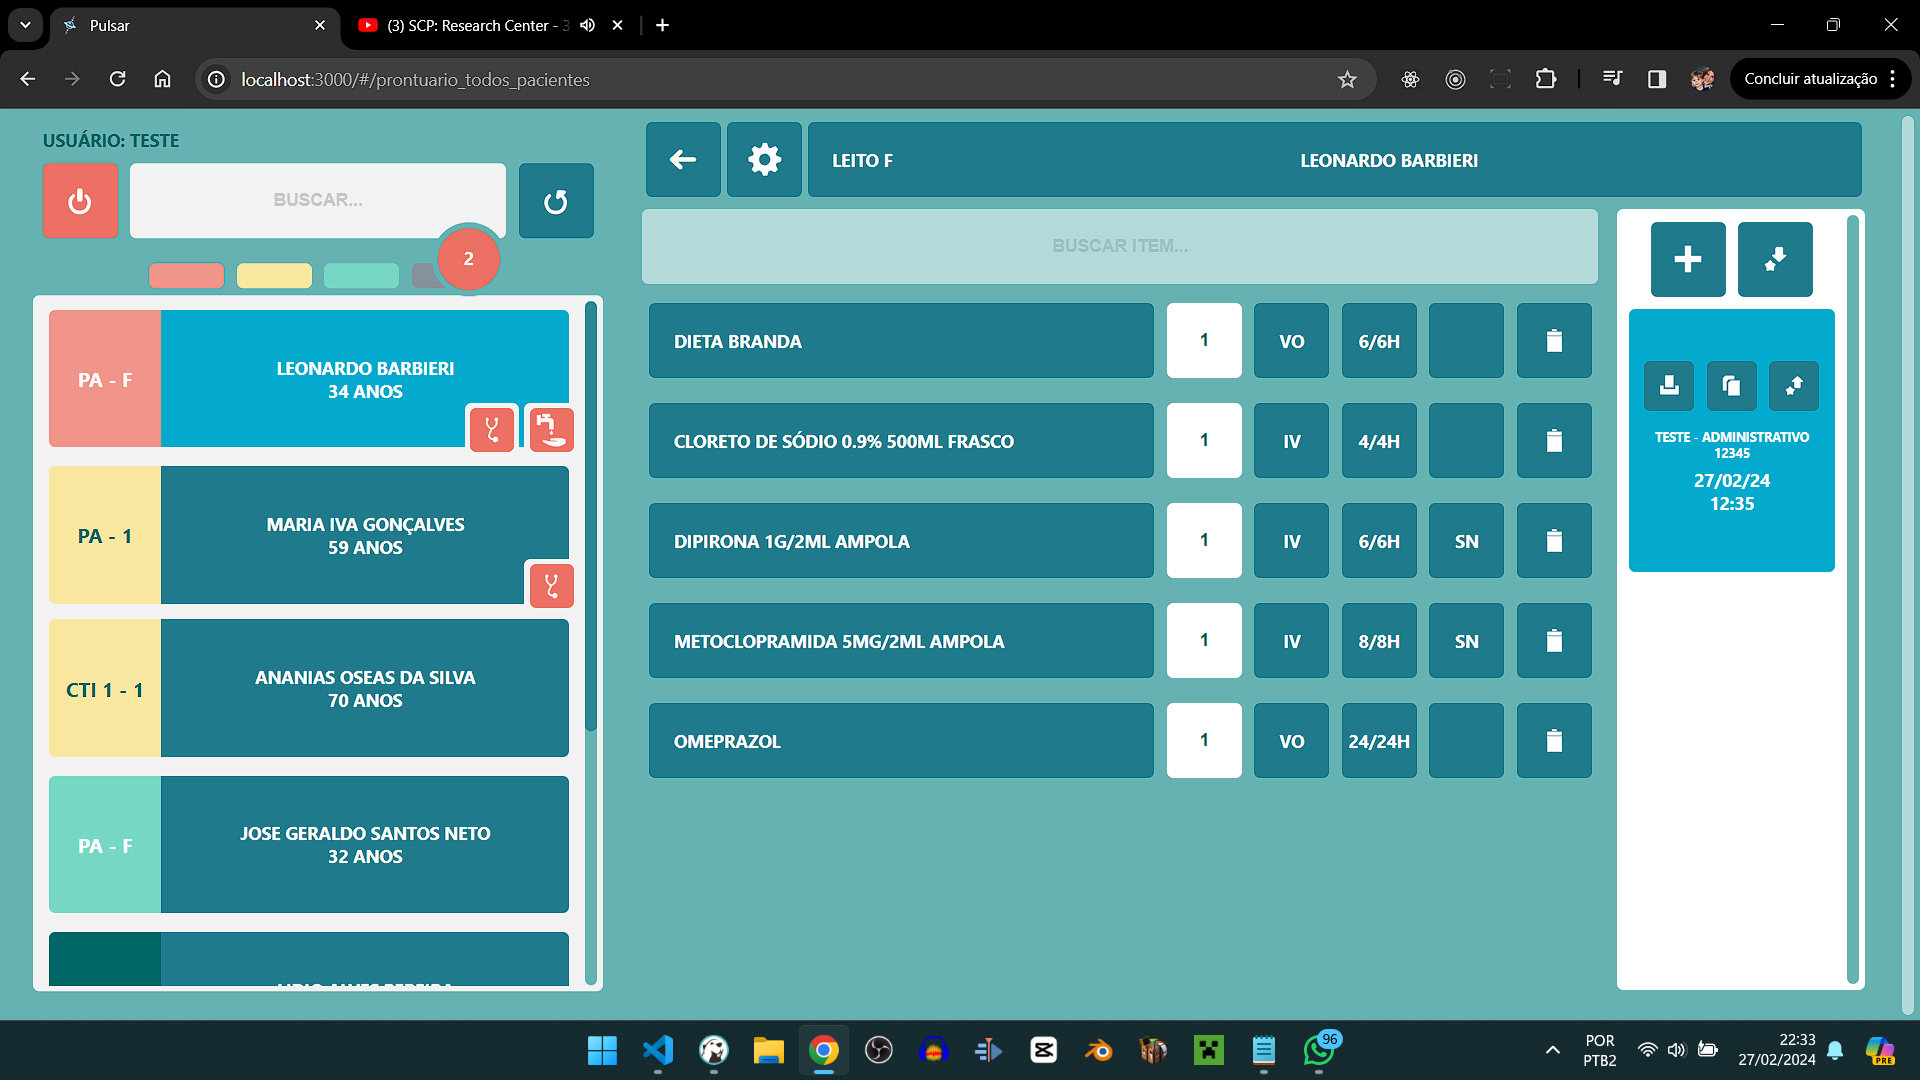 Pulsar
(3) SCP: Research Center - 3
localhost:3000/#/prontuario_todos_pacientes
Concluir atualização
USUÁRIO: TESTE
BUSCAR...
2
PA - F
LEONARDO BARBIERI
34 ANOS
PA - 1
MARIA IVA GONÇALVES
59 ANOS
CTI 1 - 1
ANANIAS OSEAS DA SILVA
70 ANOS
PA - F
JOSE GERALDO SANTOS NETO
32 ANOS
LEITO F
LEONARDO BARBIERI
BUSCAR ITEM...
DIETA BRANDA 1 VO 6/6H
CLORETO DE SÓDIO 0.9% 500ML FRASCO 1 IV 4/4H
DIPIRONA 1G/2ML AMPOLA 1 IV 6/6H SN
METOCLOPRAMIDA 5MG/2ML AMPOLA 1 IV 8/8H SN
OMEPRAZOL 1 VO 24/24H
TESTE - ADMINISTRATIVO
12345
27/02/24
12:35
96
POR
PTB2
22:33
27/02/2024
PRE